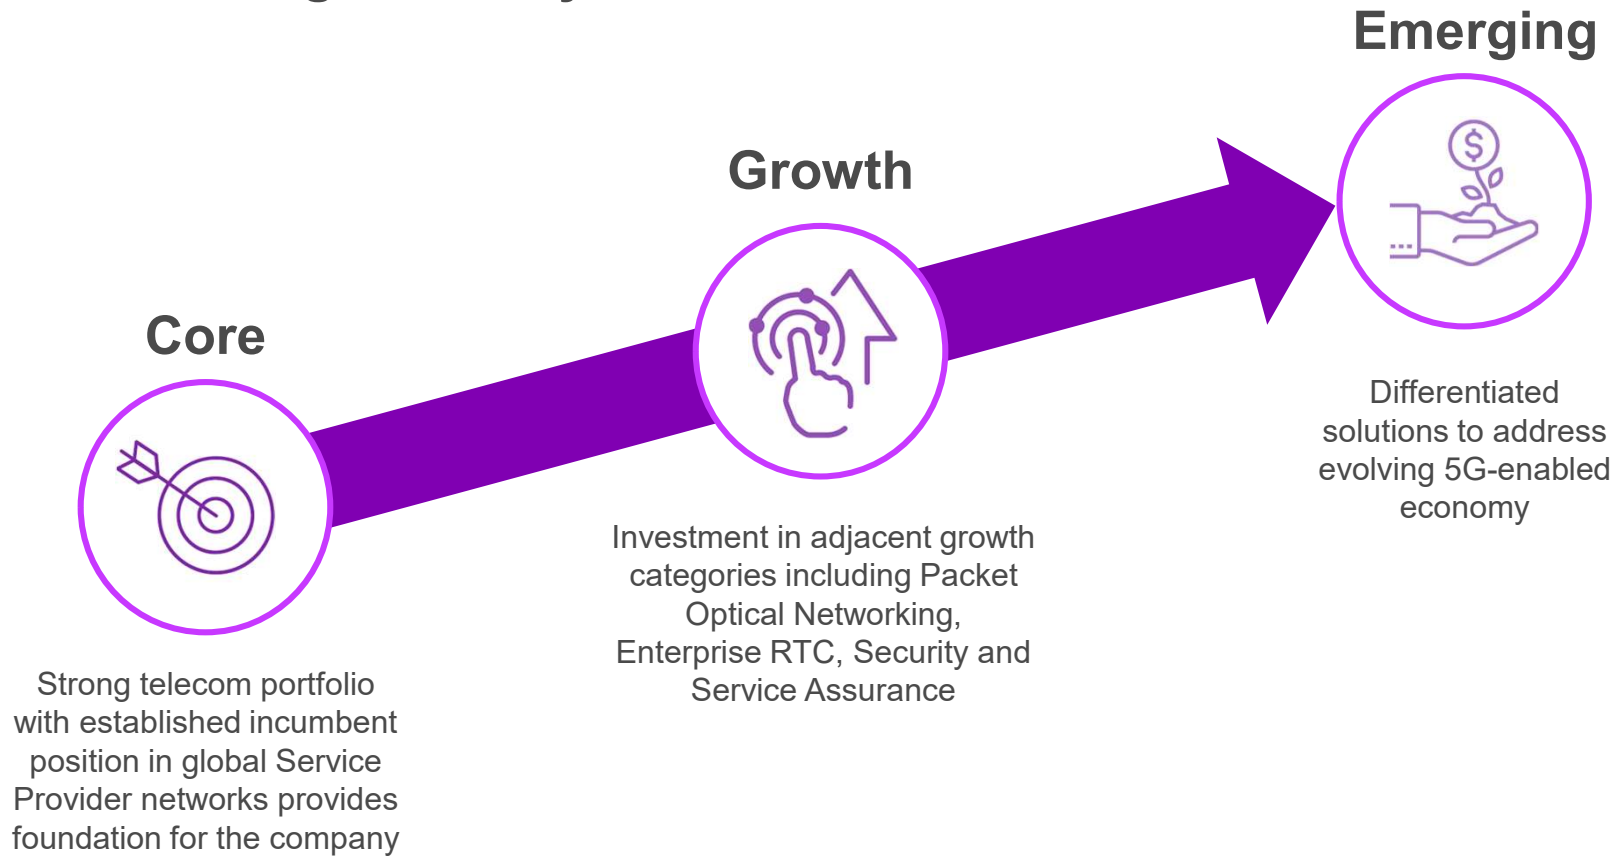 Emerging
Growth
Core
Differentiated
solutions to address
evolving 5G-enabled
economy
Investment in adjacent growth
categories including Packet
Optical Networking,
Enterprise RTC, Security and
Service Assurance
Strong telecom portfolio
with established incumbent
position in global Service
Provider networks provides
foundation for the company